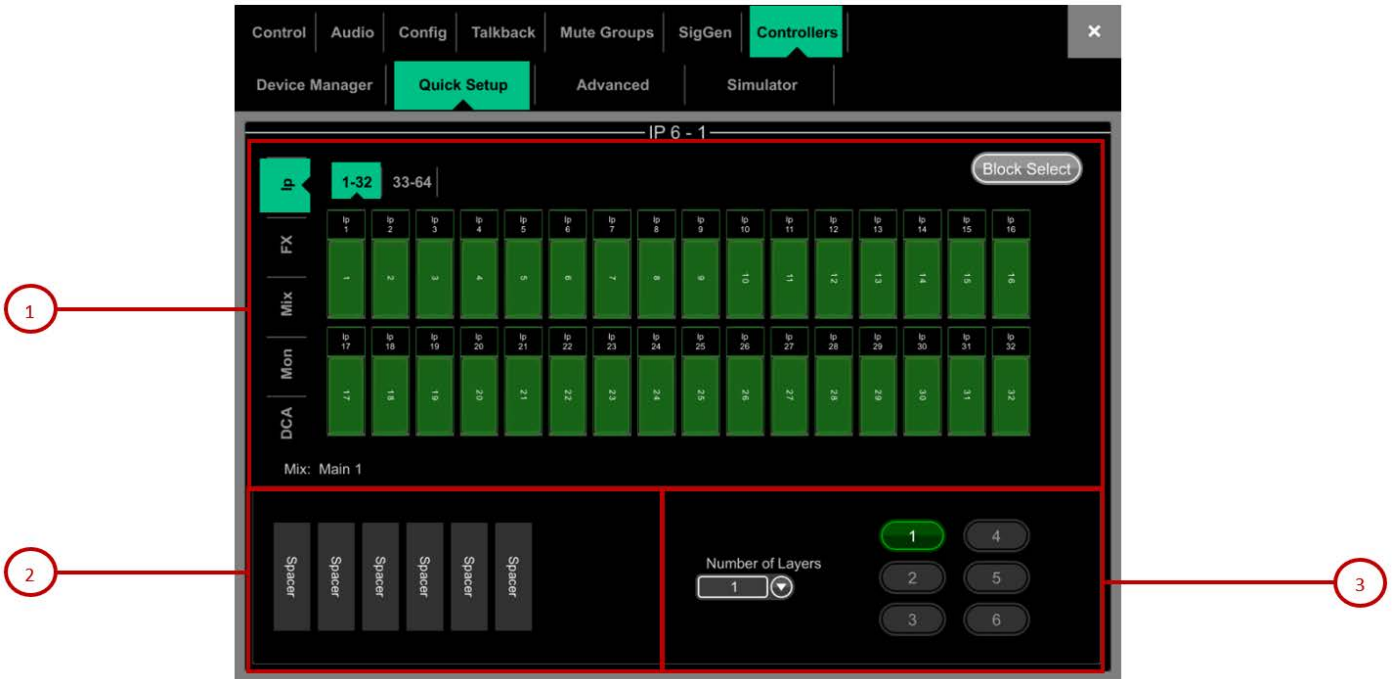 Control Audio Config Talkback Mute Groups SigGen Controllers ×
Device Manager Quick Setup Advanced Simulator
IP 6 - 1
Ip 1-32 33-64 Block Select
Ip 1 Ip 2 Ip 3 Ip 4 Ip 5 Ip 6 Ip 7 Ip 8 Ip 9 Ip 10 Ip 11 Ip 12 Ip 13 Ip 14 Ip 15 Ip 16
FX
1 2 3 4 5 6 7 8 9 10 11 12 13 14 15 16
Mix
1
Ip 17 Ip 18 Ip 19 Ip 20 Ip 21 Ip 22 Ip 23 Ip 24 Ip 25 Ip 26 Ip 27 Ip 28 Ip 29 Ip 30 Ip 31 Ip 32
Mon
17 18 19 20 21 22 23 24 25 26 27 28 29 30 31 32
DCA
Mix: Main 1
Spacer Spacer Spacer Spacer Spacer Spacer
2
Number of Layers
1
1 4
2 5
3 6
3